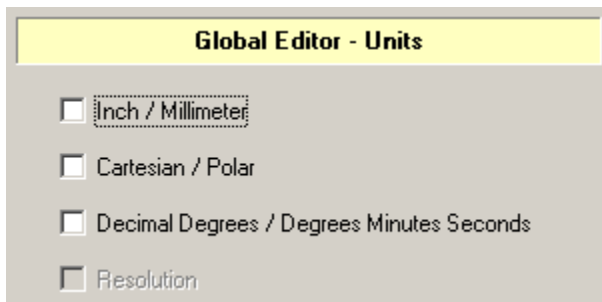 Global Editor - Units
Inch / Millimeter
Cartesian / Polar
Decimal Degrees / Degrees Minutes Seconds
Resolution